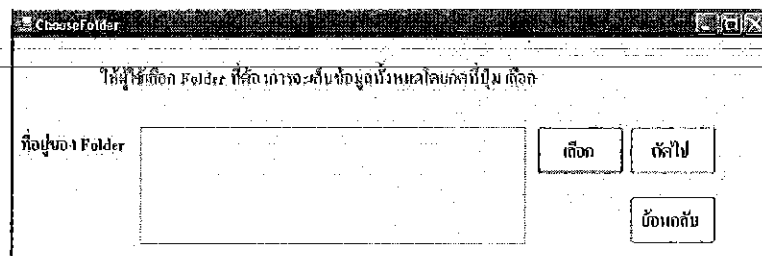 ChooseFolder
ให้ผู้ใช้เลือก Folder ที่ต้องการจะเก็บข้อมูลทั้งหมดโดยกดที่ปุ่ม เลือก
ที่อยู่ของ Folder
เลือก
ถัดไป
ย้อนกลับ